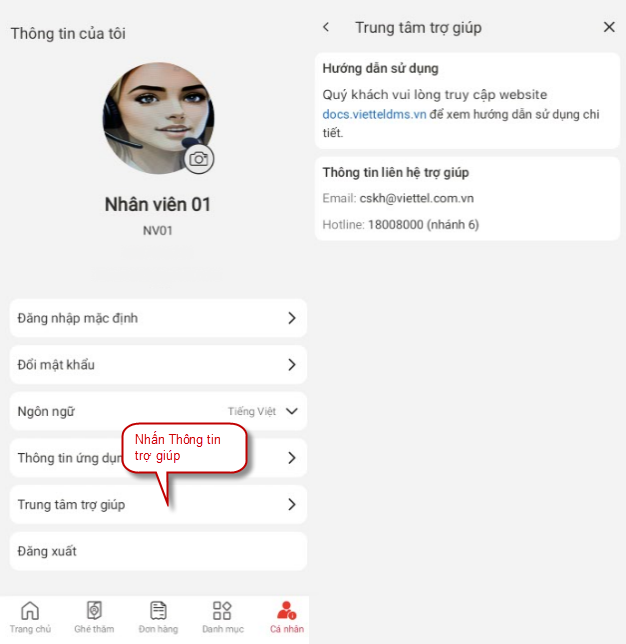 Thông tin của tôi
Nhân viên 01
NV01
Đăng nhập mặc định
Đổi mật khẩu
Ngôn ngữ Tiếng Việt
Thông tin ứng dụ
Nhấn Thông tin
trợ giúp
Trung tâm trợ giúp
Đăng xuất
Trang chủ Ghé thăm Đơn hàng Danh mục Cá nhân
Trung tâm trợ giúp
Hướng dẫn sử dụng
Quý khách vui lòng truy cập website
docs.vietteldms.vn để xem hướng dẫn sử dụng chi
tiết.
Thông tin liên hệ trợ giúp
Email: cskh@viettel.com.vn
Hotline: 18008000 (nhánh 6)